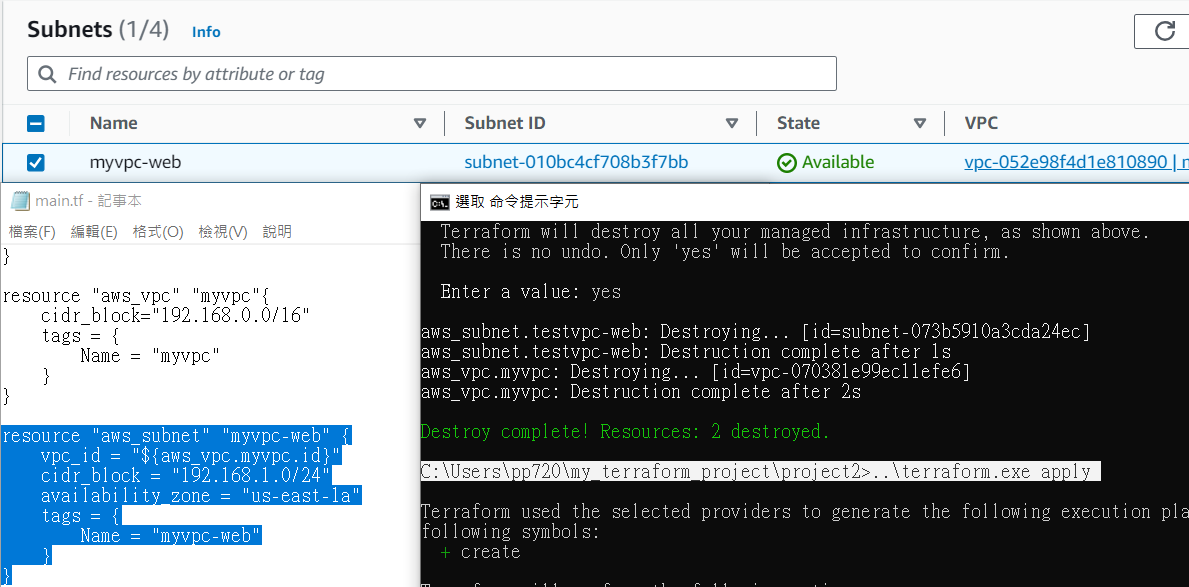 Subnets (1/4) Info
Find resources by attribute or tag
Name Subnet ID State VPC
myvpc-web subnet-010bc4cf708b3f7bb Available vpc-052e98f4d1e810890 |
main.tf - 記事本
檔案(F) 編輯(E) 格式(O) 檢視(V) 說明
}
resource "aws_vpc" "myvpc"{
cidr_block="192.168.0.0/16"
tags = {
Name = "myvpc"
}
}
resource "aws_subnet" "myvpc-web" {
vpc_id = "${aws_vpc.myvpc.id}"
cidr_block = "192.168.1.0/24"
availability_zone = "us-east-1a"
tags = {
Name = "myvpc-web"
}
}
選取 命令提示字元
Terraform will destroy all your managed infrastructure, as shown above.
There is no undo. Only 'yes' will be accepted to confirm.
Enter a value: yes
aws_subnet.testvpc-web: Destroying... [id=subnet-073b5910a3cda24ec]
aws_subnet.testvpc-web: Destruction complete after 1s
aws_vpc.myvpc: Destroying... [id=vpc-070381e99ec11efe6]
aws_vpc.myvpc: Destruction complete after 2s
Destroy complete! Resources: 2 destroyed.
C:\Users\pp720\my_terraform_project\project2>..\terraform.exe apply
Terraform used the selected providers to generate the following execution pla
following symbols:
+ create